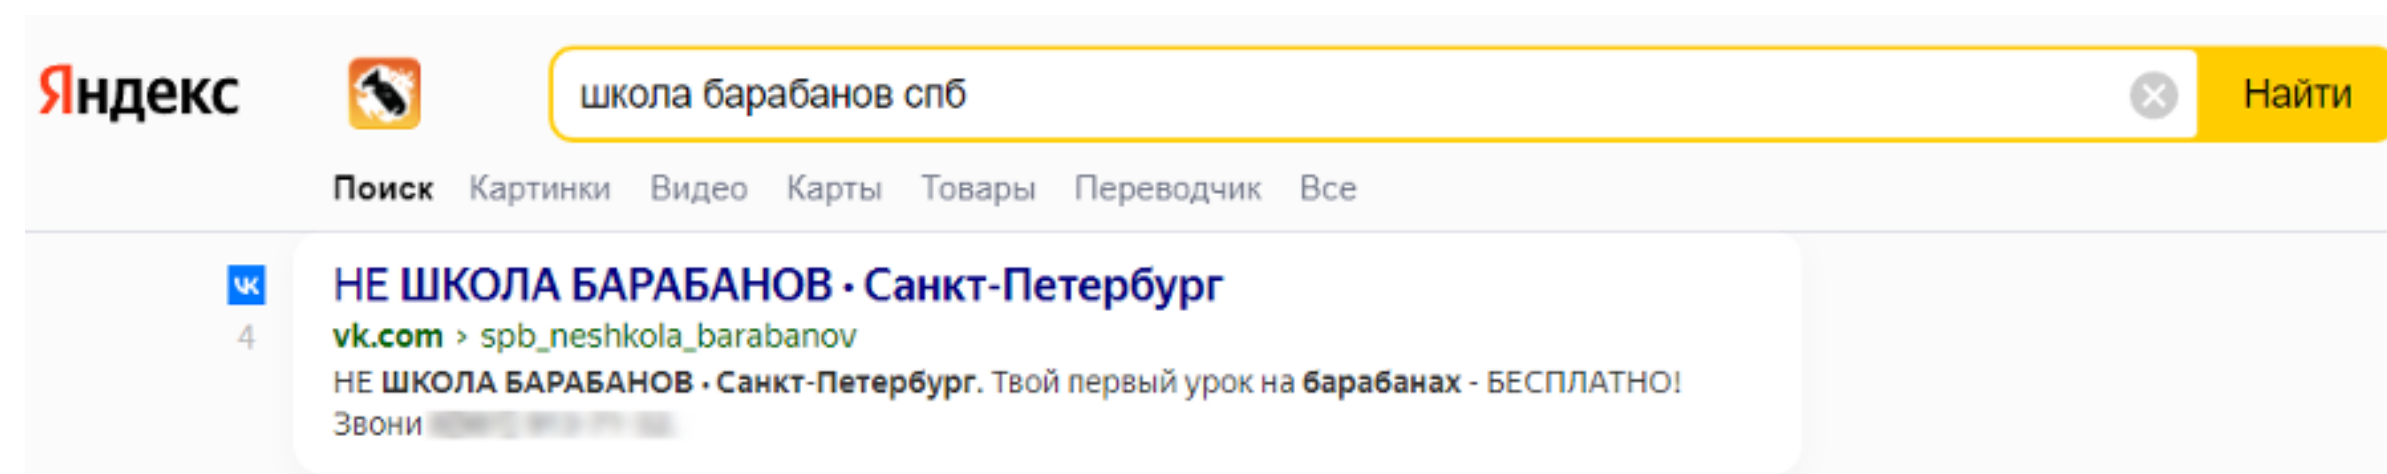 Яндекс
школа барабанов спб
Найти
Поиск Картинки Видео Карты Товары Переводчик Все
НЕ ШКОЛА БАРАБАНОВ · Санкт-Петербург
4
vk.com › spb_neshkola_barabanov
НЕ ШКОЛА БАРАБАНОВ · Санкт-Петербург. Твой первый урок на барабанах - БЕСПЛАТНО!
Звони